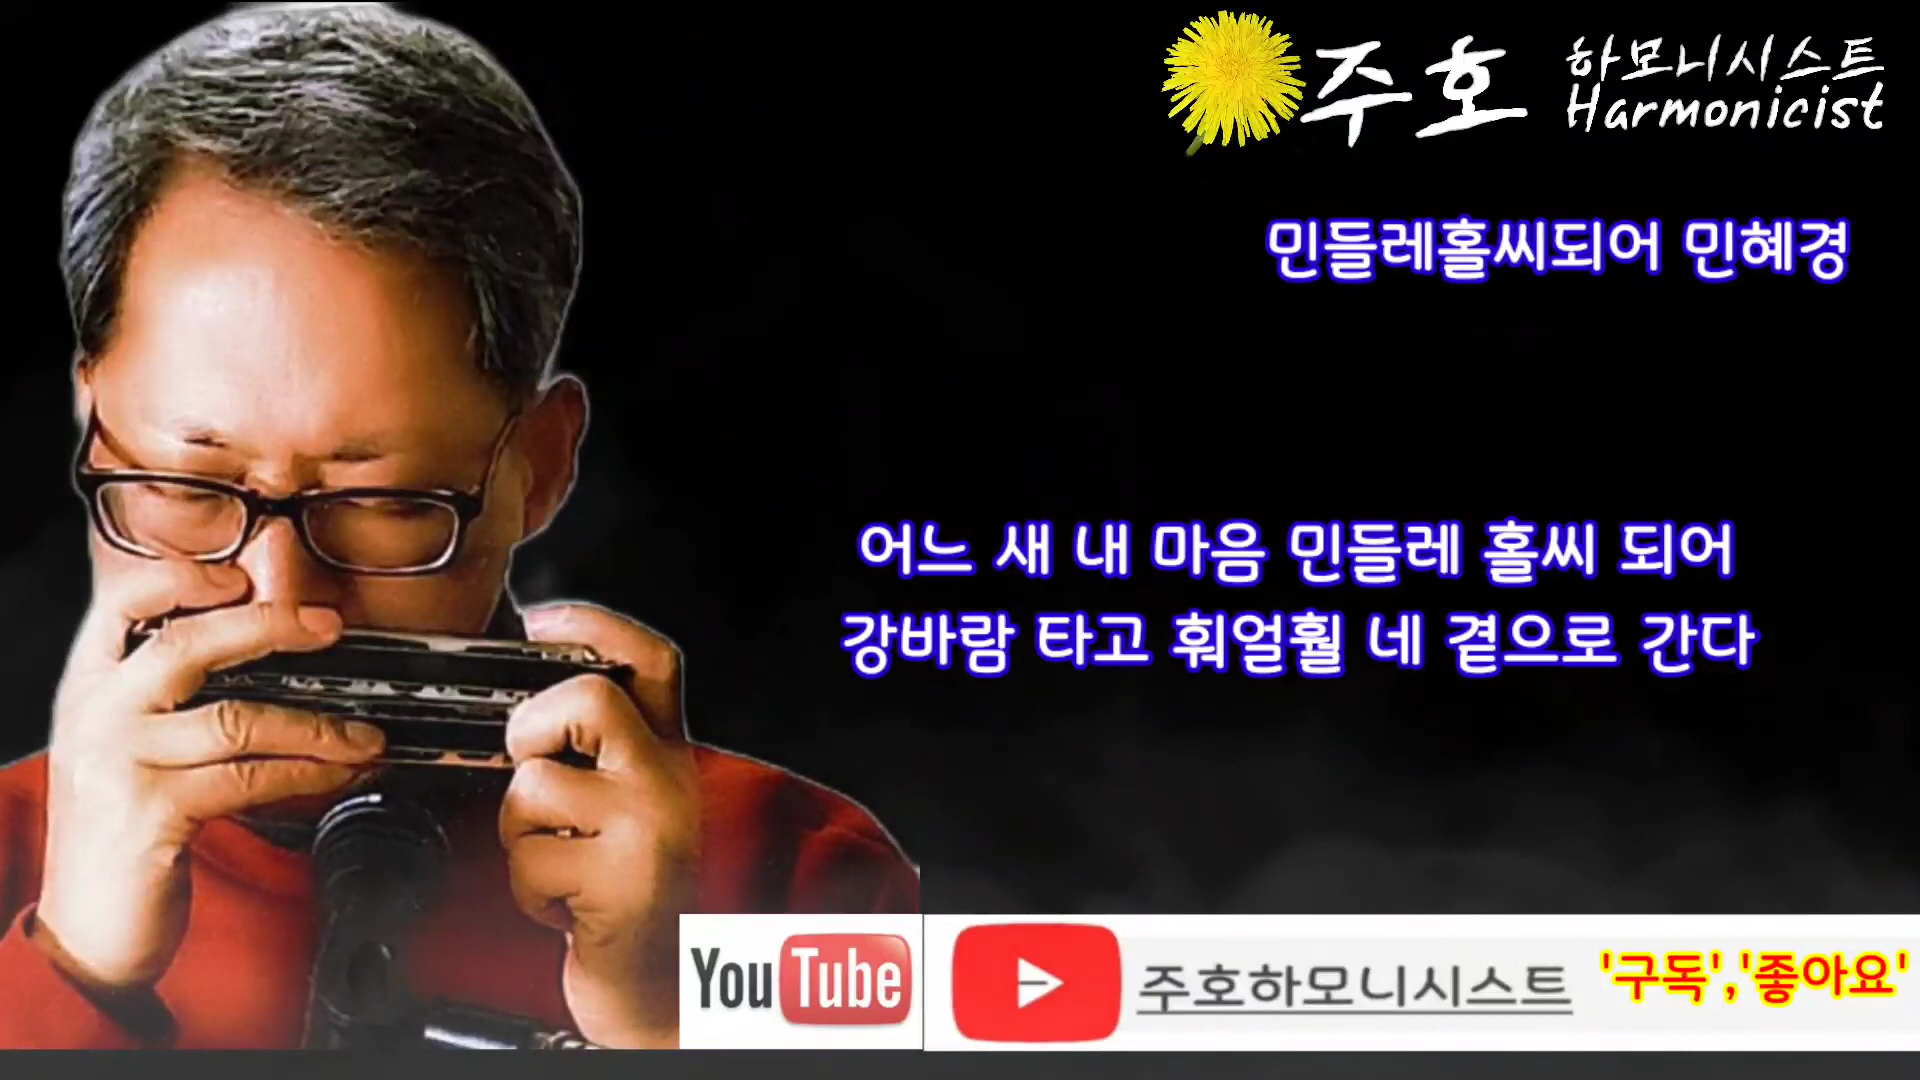 주호 하모니시스트
Harmonicist
민들레홀씨되어 민혜경
어느 새 내 마음 민들레 홀씨 되어
강바람 타고 훠얼훨 네 곁으로 간다
YouTube 주호하모니시스트 '구독','좋아요'